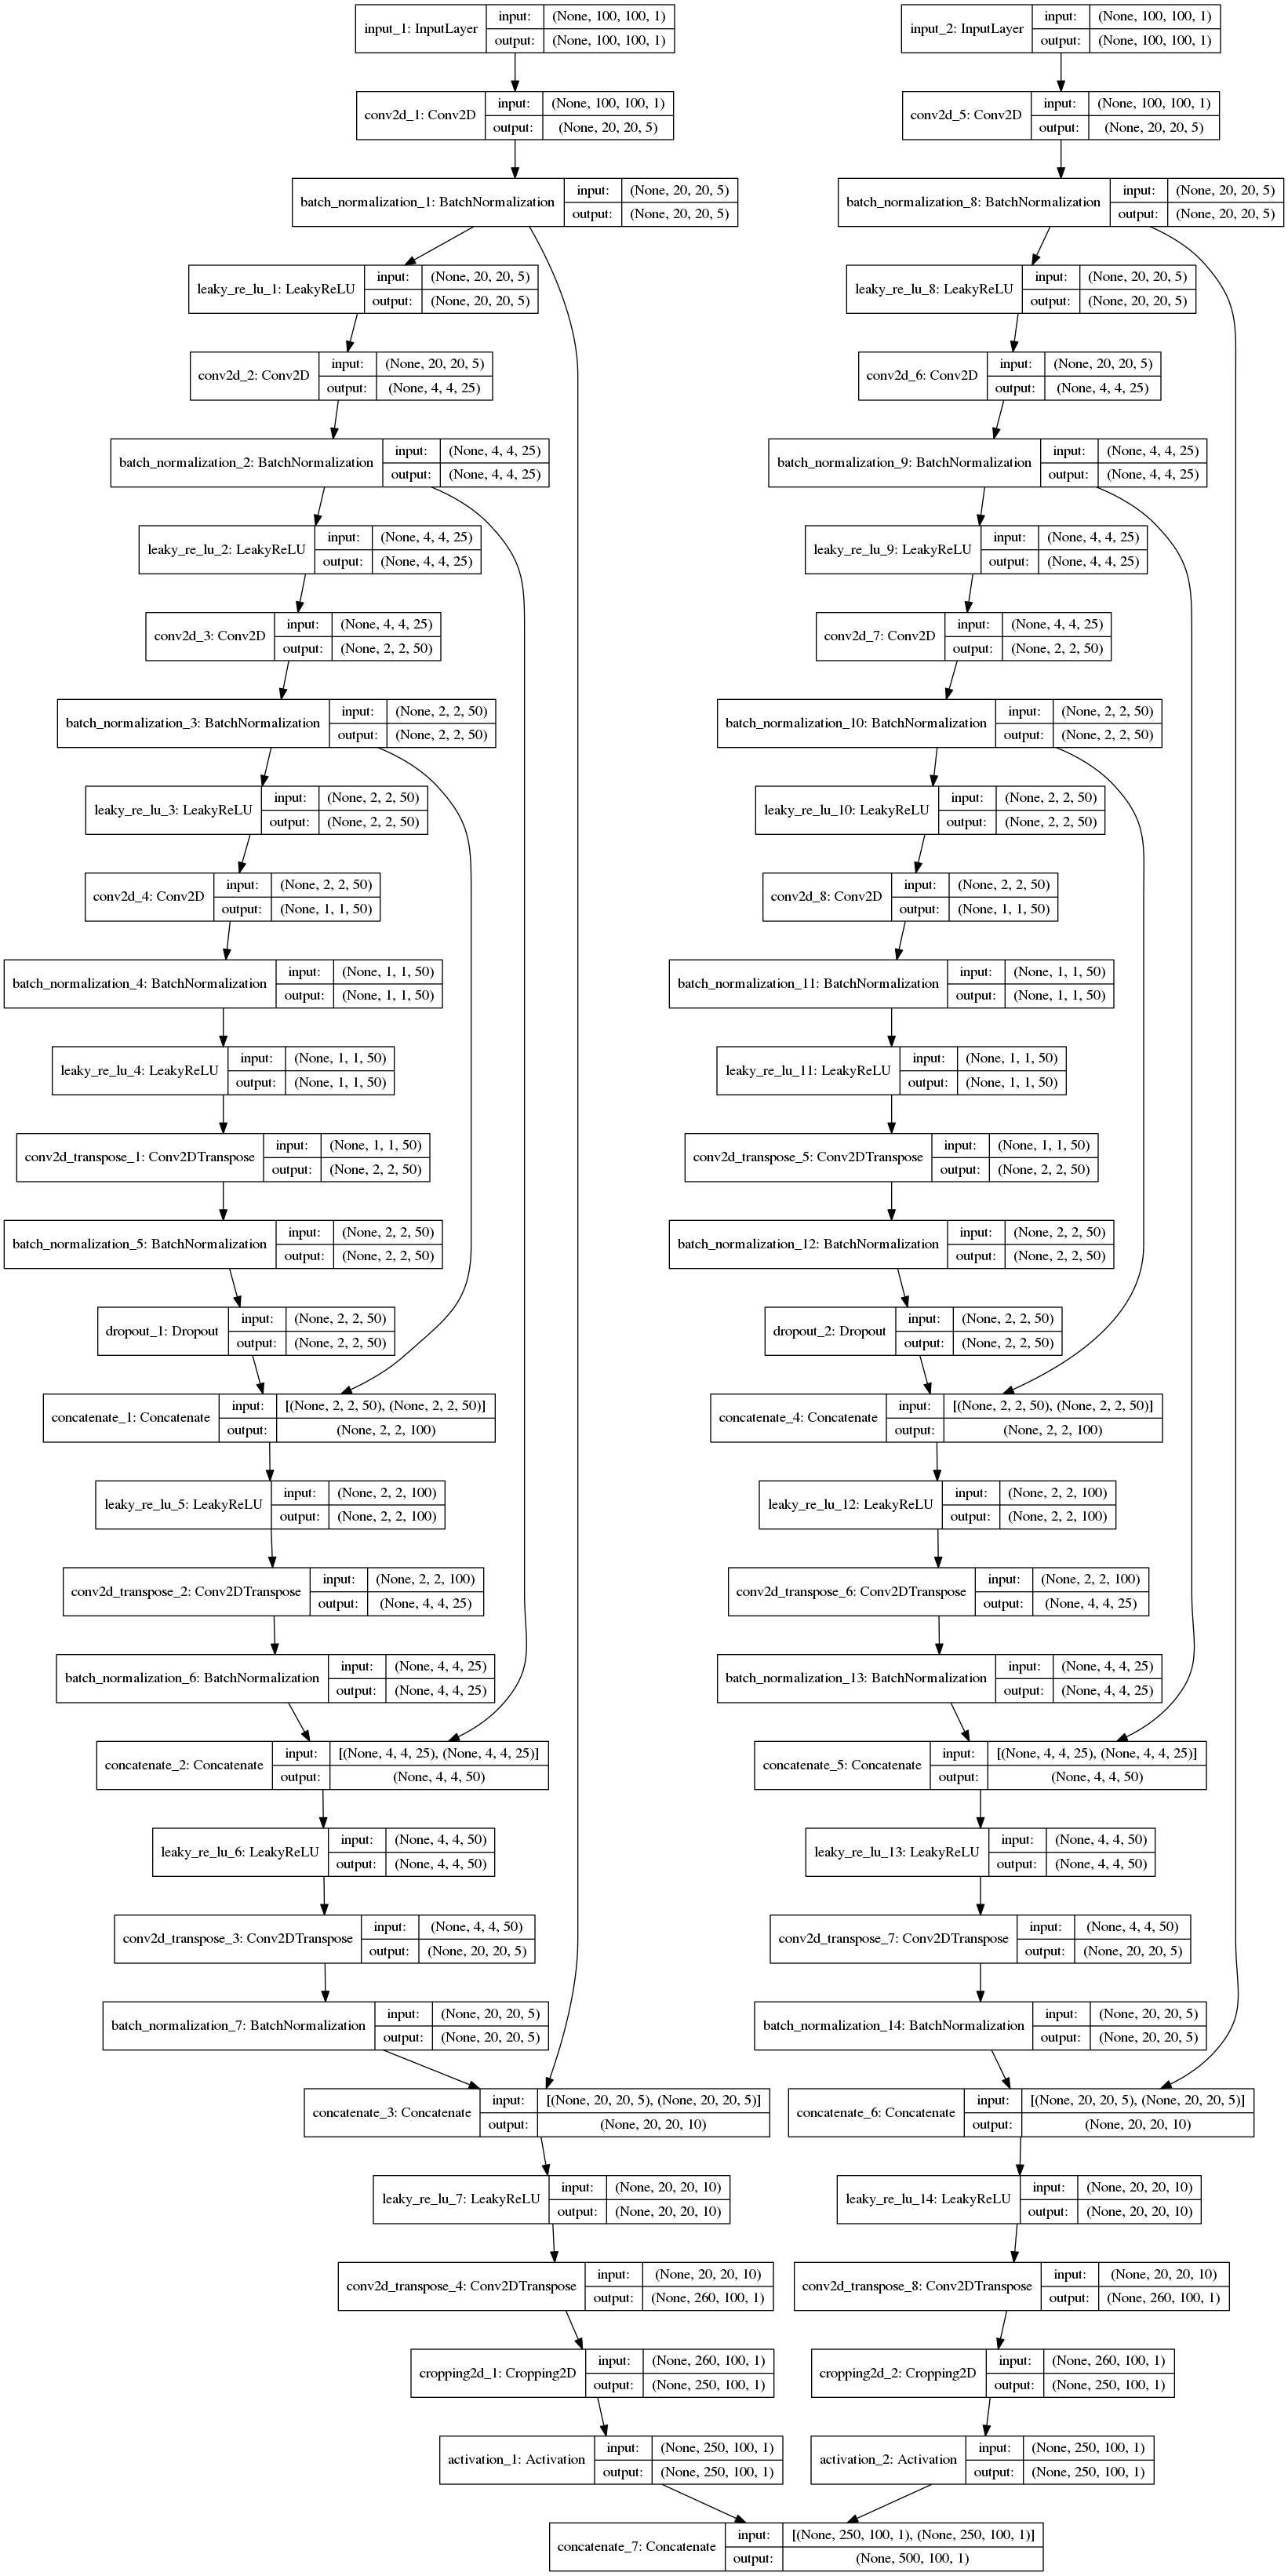 input_1: InputLayer
input: (None, 100, 100, 1)
output: (None, 100, 100, 1)
conv2d_1: Conv2D
input: (None, 100, 100, 1)
output: (None, 20, 20, 5)
batch_normalization_1: BatchNormalization
input: (None, 20, 20, 5)
output: (None, 20, 20, 5)
leaky_re_lu_1: LeakyReLU
input: (None, 20, 20, 5)
output: (None, 20, 20, 5)
conv2d_2: Conv2D
input: (None, 20, 20, 5)
output: (None, 4, 4, 25)
batch_normalization_2: BatchNormalization
input: (None, 4, 4, 25)
output: (None, 4, 4, 25)
leaky_re_lu_2: LeakyReLU
input: (None, 4, 4, 25)
output: (None, 4, 4, 25)
conv2d_3: Conv2D
input: (None, 4, 4, 25)
output: (None, 2, 2, 50)
batch_normalization_3: BatchNormalization
input: (None, 2, 2, 50)
output: (None, 2, 2, 50)
leaky_re_lu_3: LeakyReLU
input: (None, 2, 2, 50)
output: (None, 2, 2, 50)
conv2d_4: Conv2D
input: (None, 2, 2, 50)
output: (None, 1, 1, 50)
batch_normalization_4: BatchNormalization
input: (None, 1, 1, 50)
output: (None, 1, 1, 50)
leaky_re_lu_4: LeakyReLU
input: (None, 1, 1, 50)
output: (None, 1, 1, 50)
conv2d_transpose_1: Conv2DTranspose
input: (None, 1, 1, 50)
output: (None, 2, 2, 50)
batch_normalization_5: BatchNormalization
input: (None, 2, 2, 50)
output: (None, 2, 2, 50)
dropout_1: Dropout
input: (None, 2, 2, 50)
output: (None, 2, 2, 50)
concatenate_1: Concatenate
input: [(None, 2, 2, 50), (None, 2, 2, 50)]
output: (None, 2, 2, 100)
leaky_re_lu_5: LeakyReLU
input: (None, 2, 2, 100)
output: (None, 2, 2, 100)
conv2d_transpose_2: Conv2DTranspose
input: (None, 2, 2, 100)
output: (None, 4, 4, 25)
batch_normalization_6: BatchNormalization
input: (None, 4, 4, 25)
output: (None, 4, 4, 25)
concatenate_2: Concatenate
input: [(None, 4, 4, 25), (None, 4, 4, 25)]
output: (None, 4, 4, 50)
leaky_re_lu_6: LeakyReLU
input: (None, 4, 4, 50)
output: (None, 4, 4, 50)
conv2d_transpose_3: Conv2DTranspose
input: (None, 4, 4, 50)
output: (None, 20, 20, 5)
batch_normalization_7: BatchNormalization
input: (None, 20, 20, 5)
output: (None, 20, 20, 5)
concatenate_3: Concatenate
input: [(None, 20, 20, 5), (None, 20, 20, 5)]
output: (None, 20, 20, 10)
leaky_re_lu_7: LeakyReLU
input: (None, 20, 20, 10)
output: (None, 20, 20, 10)
conv2d_transpose_4: Conv2DTranspose
input: (None, 20, 20, 10)
output: (None, 260, 100, 1)
cropping2d_1: Cropping2D
input: (None, 260, 100, 1)
output: (None, 250, 100, 1)
activation_1: Activation
input: (None, 250, 100, 1)
output: (None, 250, 100, 1)
input_2: InputLayer
input: (None, 100, 100, 1)
output: (None, 100, 100, 1)
conv2d_5: Conv2D
input: (None, 100, 100, 1)
output: (None, 20, 20, 5)
batch_normalization_8: BatchNormalization
input: (None, 20, 20, 5)
output: (None, 20, 20, 5)
leaky_re_lu_8: LeakyReLU
input: (None, 20, 20, 5)
output: (None, 20, 20, 5)
conv2d_6: Conv2D
input: (None, 20, 20, 5)
output: (None, 4, 4, 25)
batch_normalization_9: BatchNormalization
input: (None, 4, 4, 25)
output: (None, 4, 4, 25)
leaky_re_lu_9: LeakyReLU
input: (None, 4, 4, 25)
output: (None, 4, 4, 25)
conv2d_7: Conv2D
input: (None, 4, 4, 25)
output: (None, 2, 2, 50)
batch_normalization_10: BatchNormalization
input: (None, 2, 2, 50)
output: (None, 2, 2, 50)
leaky_re_lu_10: LeakyReLU
input: (None, 2, 2, 50)
output: (None, 2, 2, 50)
conv2d_8: Conv2D
input: (None, 2, 2, 50)
output: (None, 1, 1, 50)
batch_normalization_11: BatchNormalization
input: (None, 1, 1, 50)
output: (None, 1, 1, 50)
leaky_re_lu_11: LeakyReLU
input: (None, 1, 1, 50)
output: (None, 1, 1, 50)
conv2d_transpose_5: Conv2DTranspose
input: (None, 1, 1, 50)
output: (None, 2, 2, 50)
batch_normalization_12: BatchNormalization
input: (None, 2, 2, 50)
output: (None, 2, 2, 50)
dropout_2: Dropout
input: (None, 2, 2, 50)
output: (None, 2, 2, 50)
concatenate_4: Concatenate
input: [(None, 2, 2, 50), (None, 2, 2, 50)]
output: (None, 2, 2, 100)
leaky_re_lu_12: LeakyReLU
input: (None, 2, 2, 100)
output: (None, 2, 2, 100)
conv2d_transpose_6: Conv2DTranspose
input: (None, 2, 2, 100)
output: (None, 4, 4, 25)
batch_normalization_13: BatchNormalization
input: (None, 4, 4, 25)
output: (None, 4, 4, 25)
concatenate_5: Concatenate
input: [(None, 4, 4, 25), (None, 4, 4, 25)]
output: (None, 4, 4, 50)
leaky_re_lu_13: LeakyReLU
input: (None, 4, 4, 50)
output: (None, 4, 4, 50)
conv2d_transpose_7: Conv2DTranspose
input: (None, 4, 4, 50)
output: (None, 20, 20, 5)
batch_normalization_14: BatchNormalization
input: (None, 20, 20, 5)
output: (None, 20, 20, 5)
concatenate_6: Concatenate
input: [(None, 20, 20, 5), (None, 20, 20, 5)]
output: (None, 20, 20, 10)
leaky_re_lu_14: LeakyReLU
input: (None, 20, 20, 10)
output: (None, 20, 20, 10)
conv2d_transpose_8: Conv2DTranspose
input: (None, 20, 20, 10)
output: (None, 260, 100, 1)
cropping2d_2: Cropping2D
input: (None, 260, 100, 1)
output: (None, 250, 100, 1)
activation_2: Activation
input: (None, 250, 100, 1)
output: (None, 250, 100, 1)
concatenate_7: Concatenate
input: [(None, 250, 100, 1), (None, 250, 100, 1)]
output: (None, 500, 100, 1)